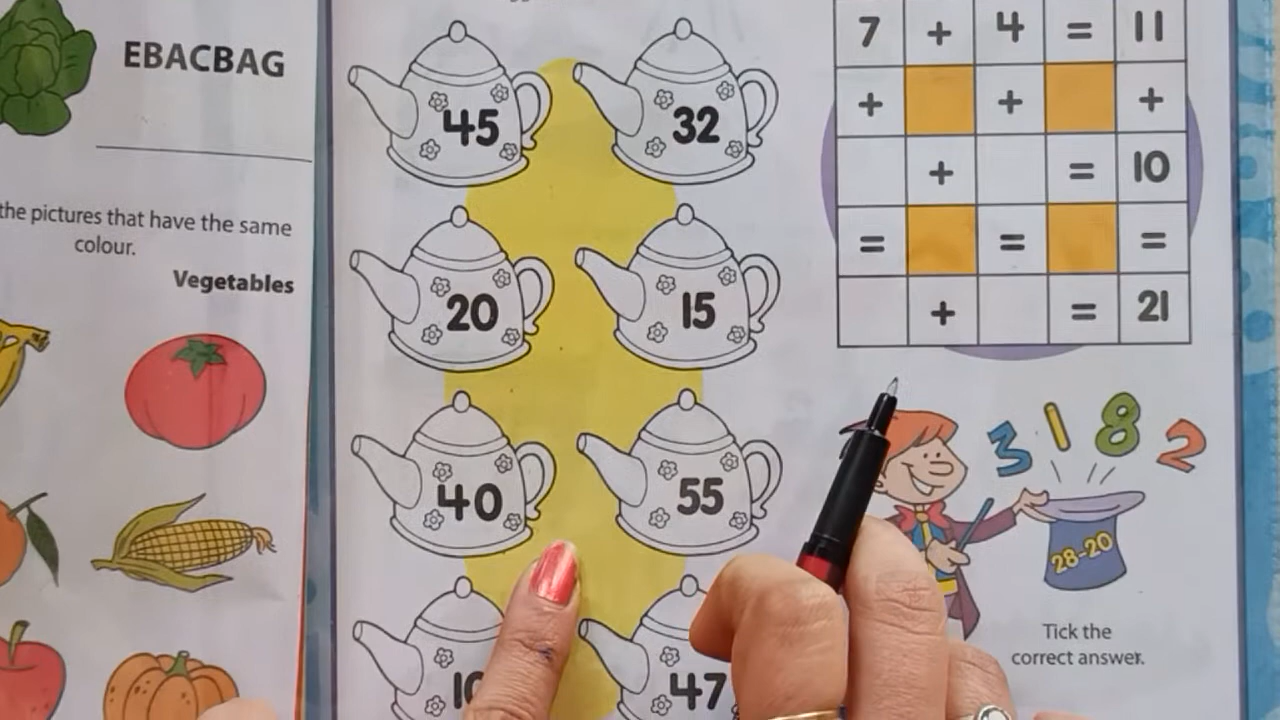 EBACBAG
the pictures that have the same
colour.
Vegetables
45
32
20
15
40
55
47
7 + 4 = 11
+ + +
+ = 10
= = =
+ = 21
3 1 8 2
28-20
Tick the
correct answer.